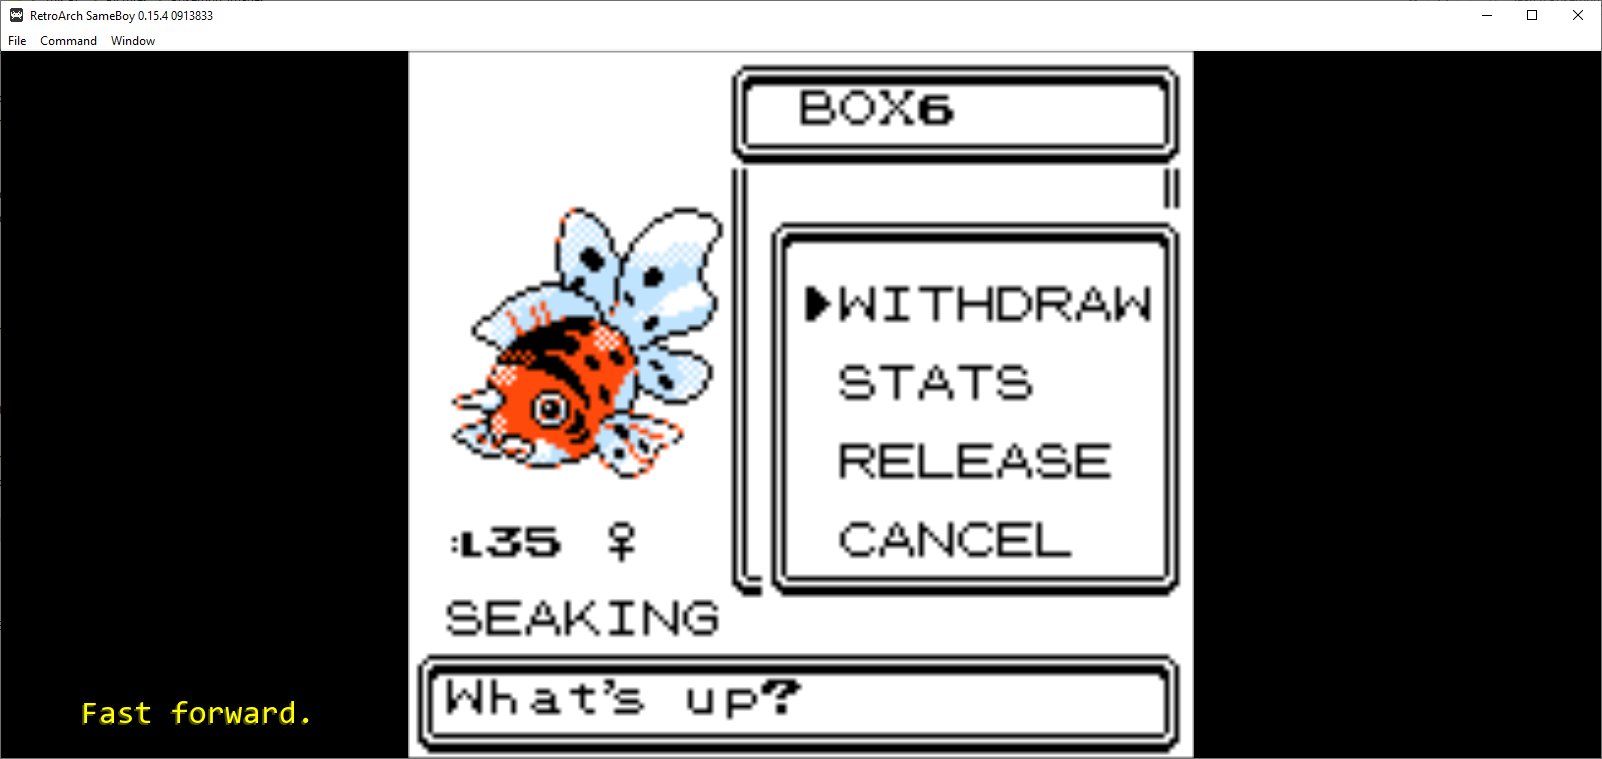 RetroArch SameBoy 0.15.4 0913833
File Command Window
BOX6
▶WITHDRAW
STATS
RELEASE
CANCEL
:L35 ♀
SEAKING
What's up?
Fast forward.